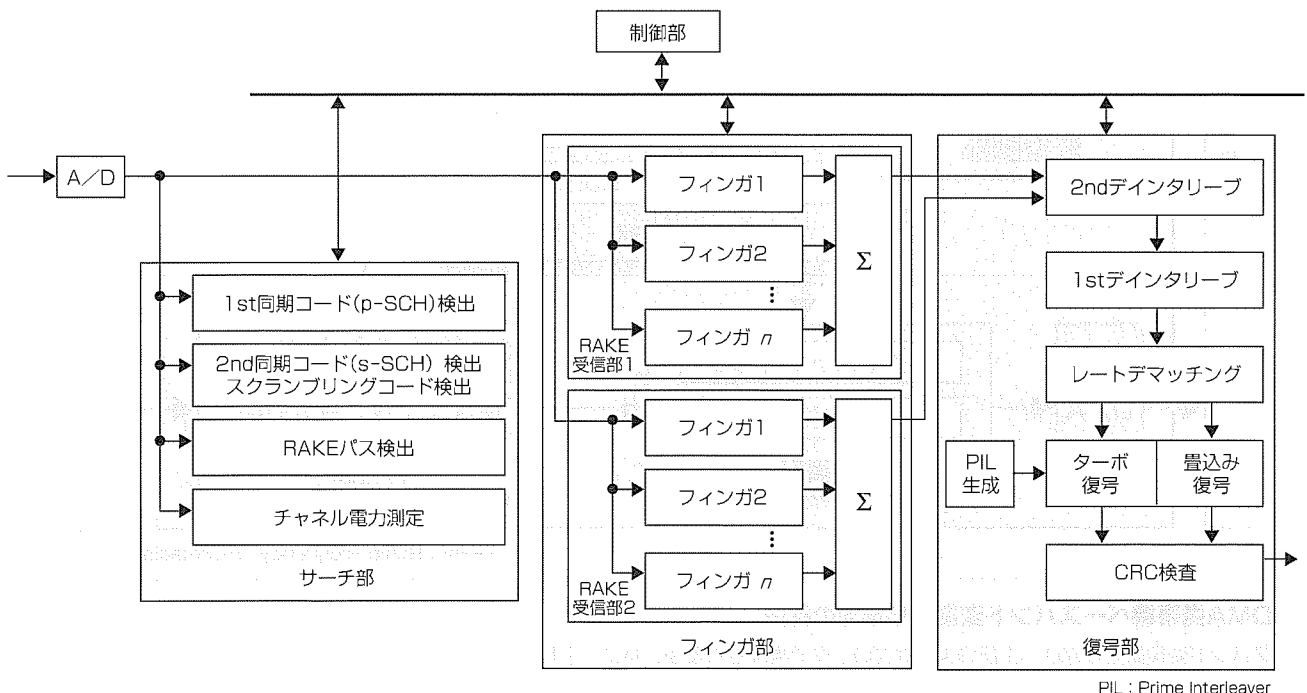 制御部
A/D
1st同期コード(p-SCH)検出
2nd同期コード(s-SCH) 検出
スクランブリングコード検出
RAKEパス検出
チャネル電力測定
サーチ部
フィンガ1
フィンガ2
フィンガ n
Σ
RAKE
受信部1
フィンガ1
フィンガ2
フィンガ n
Σ
RAKE
受信部2
フィンガ部
2ndデインタリーブ
1stデインタリーブ
レートデマッチング
PIL
生成
ターボ
復号
畳込み
復号
CRC検査
復号部
PIL : Prime Interleaver